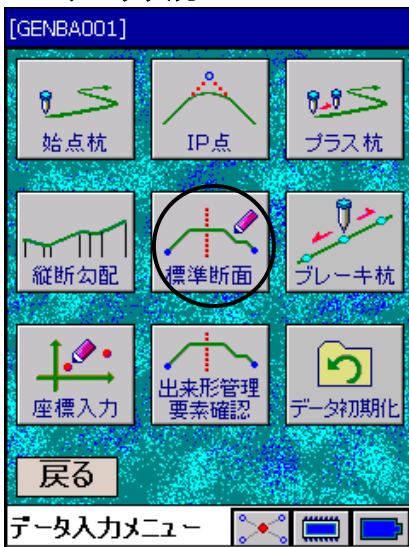 [GENBA001]
始点杭
IP点
プラス杭
縦断勾配
標準断面
ブレーキ杭
座標入力
出来形管理
要素確認
データ初期化
戻る
データ入力メニュー